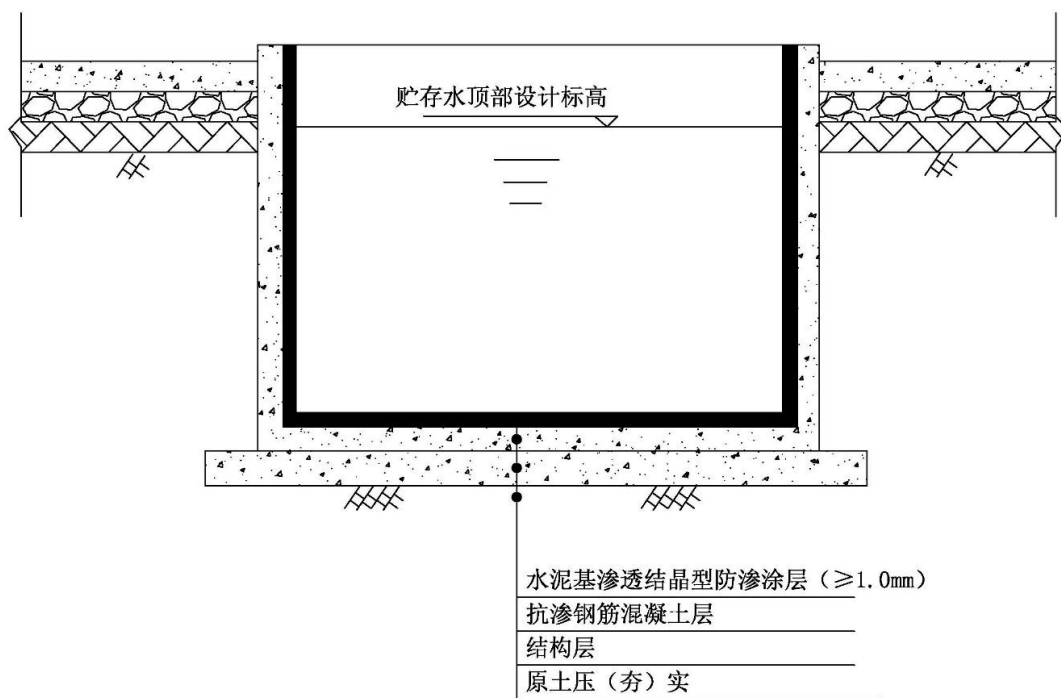 贮存水顶部设计标高
水泥基渗透结晶型防渗涂层（≥1.0mm）
抗渗钢筋混凝土层
结构层
原土压（夯）实